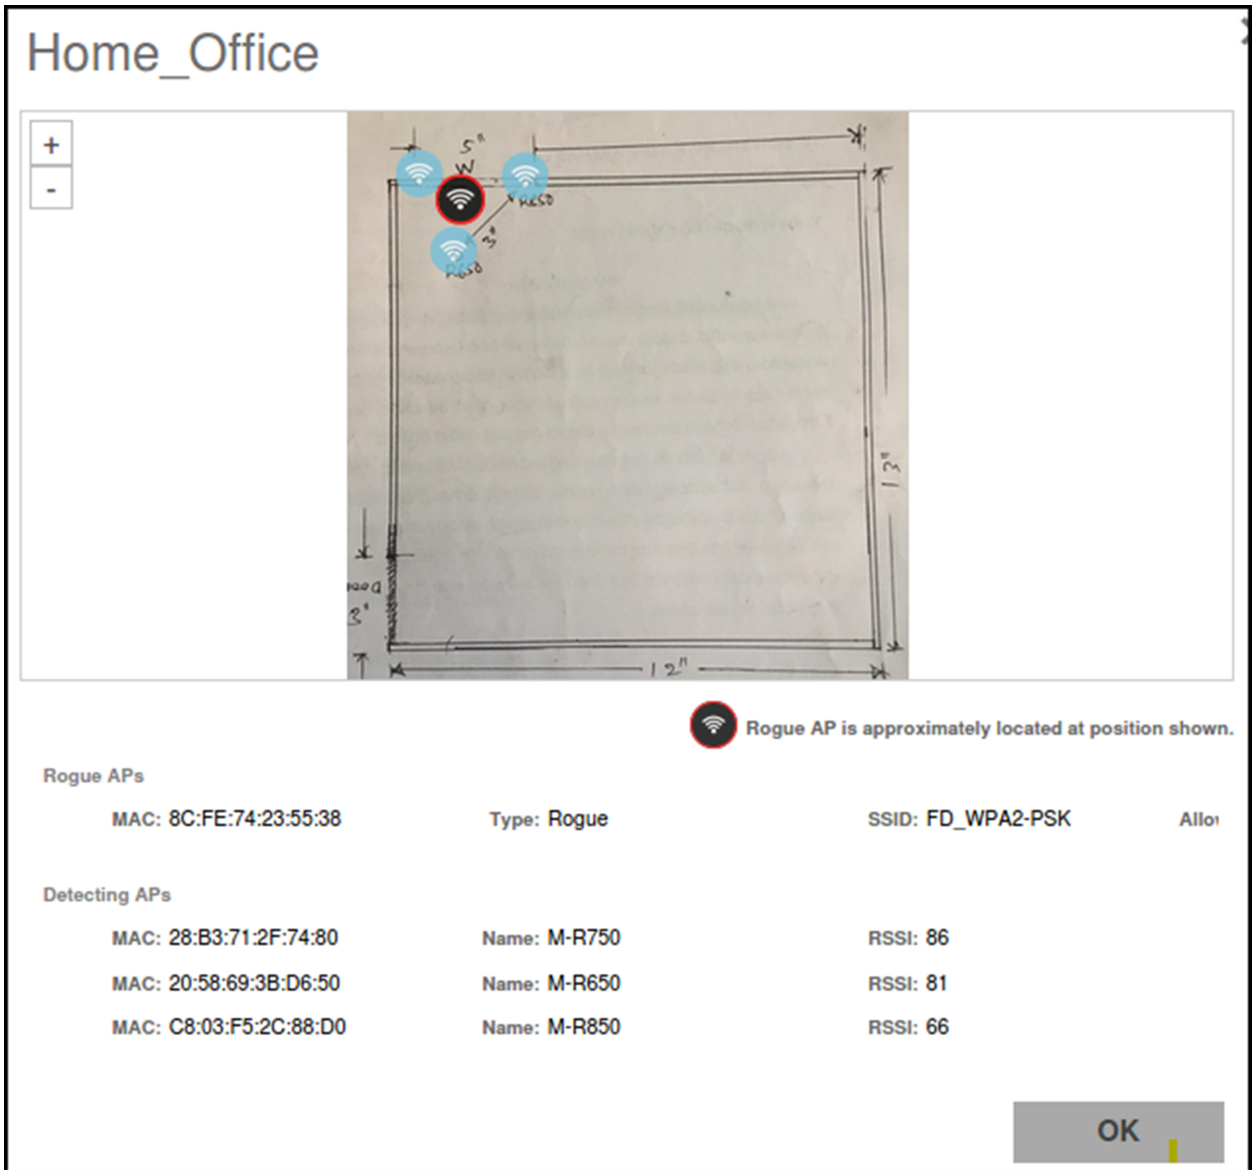 Home_Office
+
-
5"
W
R650
3"
R650
13"
3"
12"
Rogue AP is approximately located at position shown.
Rogue APs
MAC: 8C:FE:74:23:55:38 Type: Rogue SSID: FD_WPA2-PSK
Detecting APs
MAC: 28:B3:71:2F:74:80 Name: M-R750 RSSI: 86
MAC: 20:58:69:3B:D6:50 Name: M-R650 RSSI: 81
MAC: C8:03:F5:2C:88:D0 Name: M-R850 RSSI: 66
OK